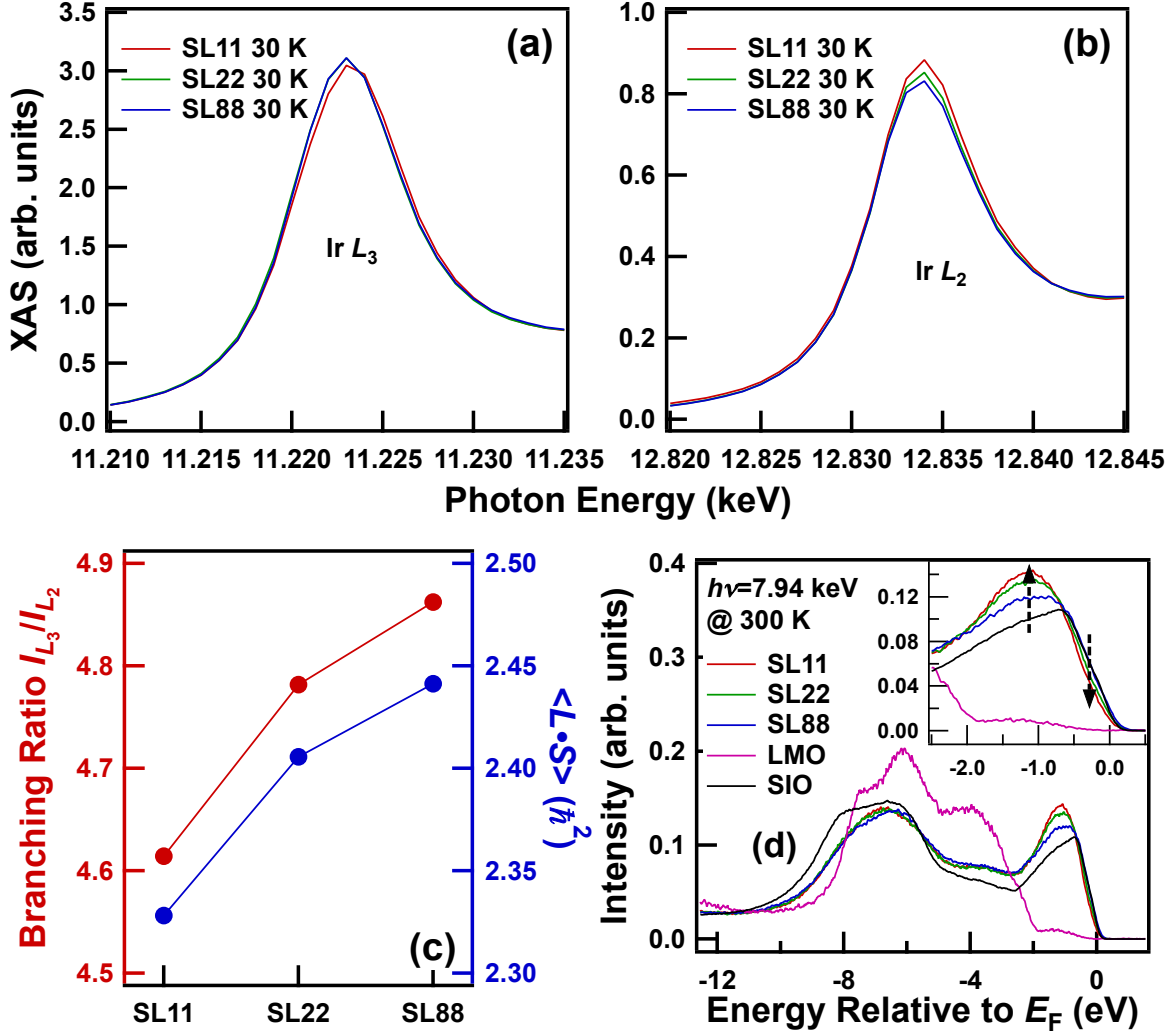 (a)
SL11 30 K
SL22 30 K
SL88 30 K
Ir L3
XAS (arb. units)
3.5
3.0
2.5
2.0
1.5
1.0
0.5
0.0
11.210 11.215 11.220 11.225 11.230 11.235
(b)
SL11 30 K
SL22 30 K
SL88 30 K
Ir L2
1.0
0.8
0.6
0.4
0.2
0.0
12.820 12.825 12.830 12.835 12.840 12.845
Photon Energy (keV)
Branching Ratio IL3/IL2
4.9
4.8
4.7
4.6
4.5
2.50
2.45
2.40
2.35
2.30
<L•S> (ℏ2)
(c)
SL11 SL22 SL88
Intensity (arb. units)
0.4
0.3
0.2
0.1
0.0
hν=7.94 keV
@ 300 K
SL11
SL22
SL88
LMO
SIO
0.12
0.08
0.04
0.00
-2.0 -1.0 0.0
(d)
-12 -8 -4 0
Energy Relative to EF (eV)